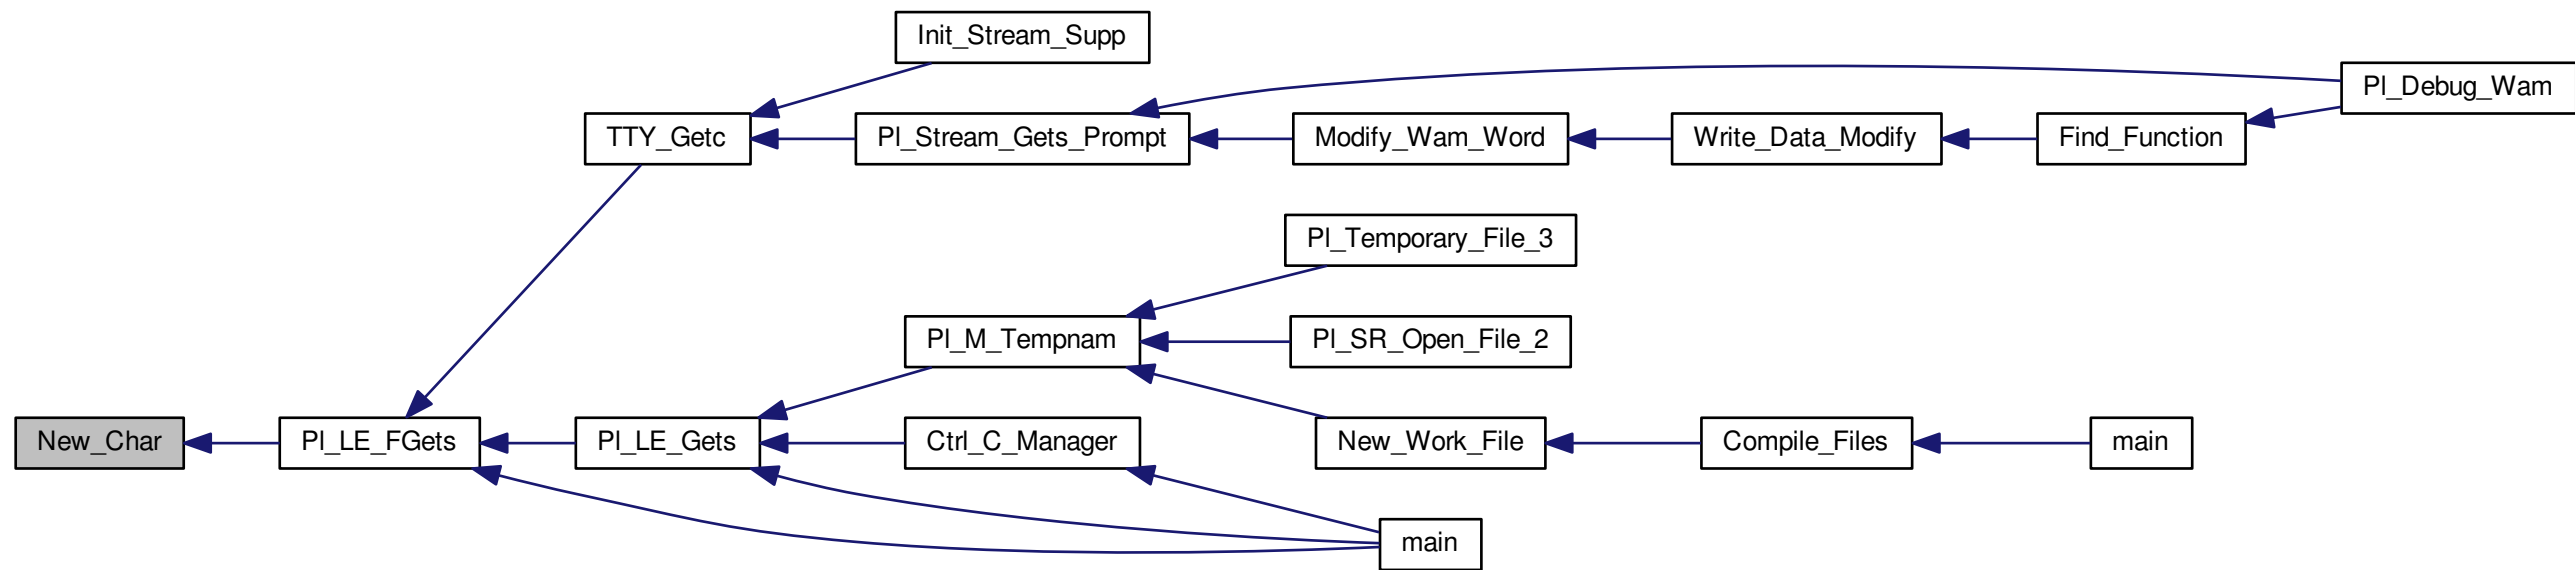 Init_Stream_Supp
Pl_Debug_Wam
TTY_Getc
Pl_Stream_Gets_Prompt
Modify_Wam_Word
Write_Data_Modify
Find_Function
Pl_Temporary_File_3
Pl_M_Tempnam
Pl_SR_Open_File_2
New_Char
Pl_LE_FGets
Pl_LE_Gets
Ctrl_C_Manager
New_Work_File
Compile_Files
main
main